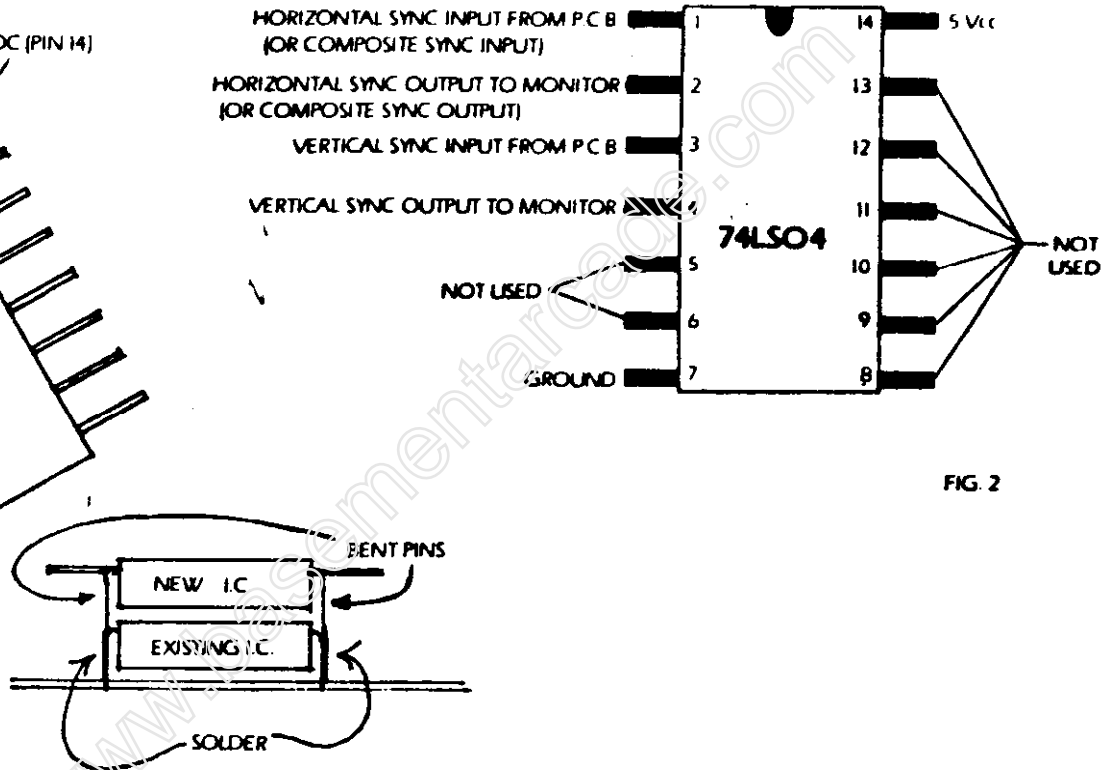 DC (PIN 14)
HORIZONTAL SYNC INPUT FROM P.C B
(OR COMPOSITE SYNC INPUT)
HORIZONTAL SYNC OUTPUT TO MONITOR
(OR COMPOSITE SYNC OUTPUT)
VERTICAL SYNC INPUT FROM P C B
VERTICAL SYNC OUTPUT TO MONITOR
NOT USED
GROUND
1
2
3
4
5
6
7
74LSO4
14
13
12
11
10
9
8
5 Vcc
NOT
USED
FIG. 2
BENT PINS
NEW I.C
EXISTING I.C.
SOLDER
www.basementarcade.com